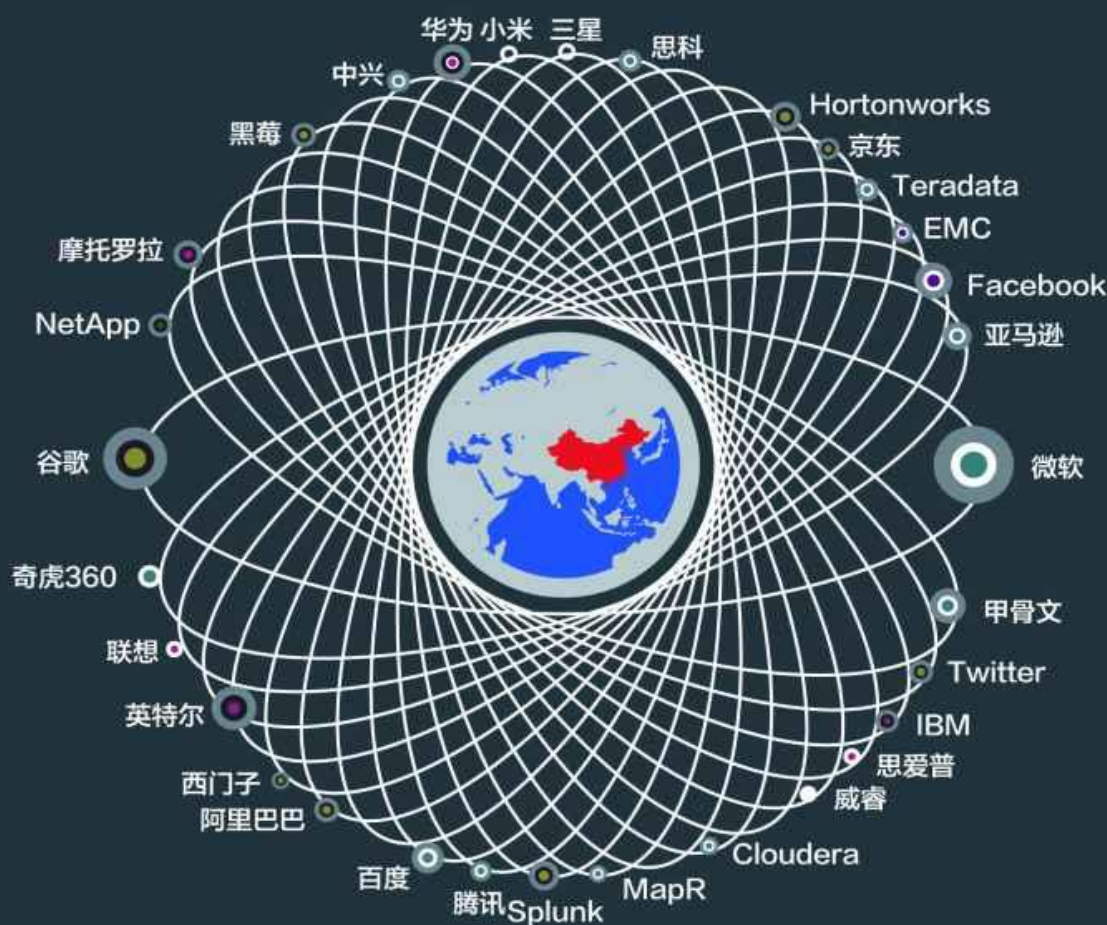 华为 小米 三星
思科
中兴
Hortonworks
黑莓
京东
Teradata
EMC
摩托罗拉
Facebook
NetApp
亚马逊
谷歌
微软
奇虎360
甲骨文
联想
Twitter
英特尔
IBM
思爱普
西门子
威睿
阿里巴巴
Cloudera
百度
MapR
腾讯
Splunk